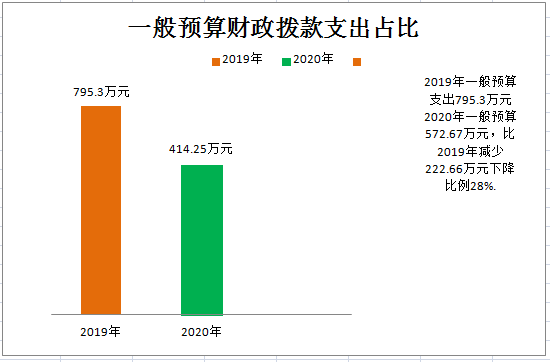 一般预算财政拨款支出占比
2019年 2020年
795.3万元
414.25万元
2019年 2020年
2019年一般预算
支出795.3万元
2020年一般预算
572.67万元，比
2019年减少
222.66万元下降
比例28%.